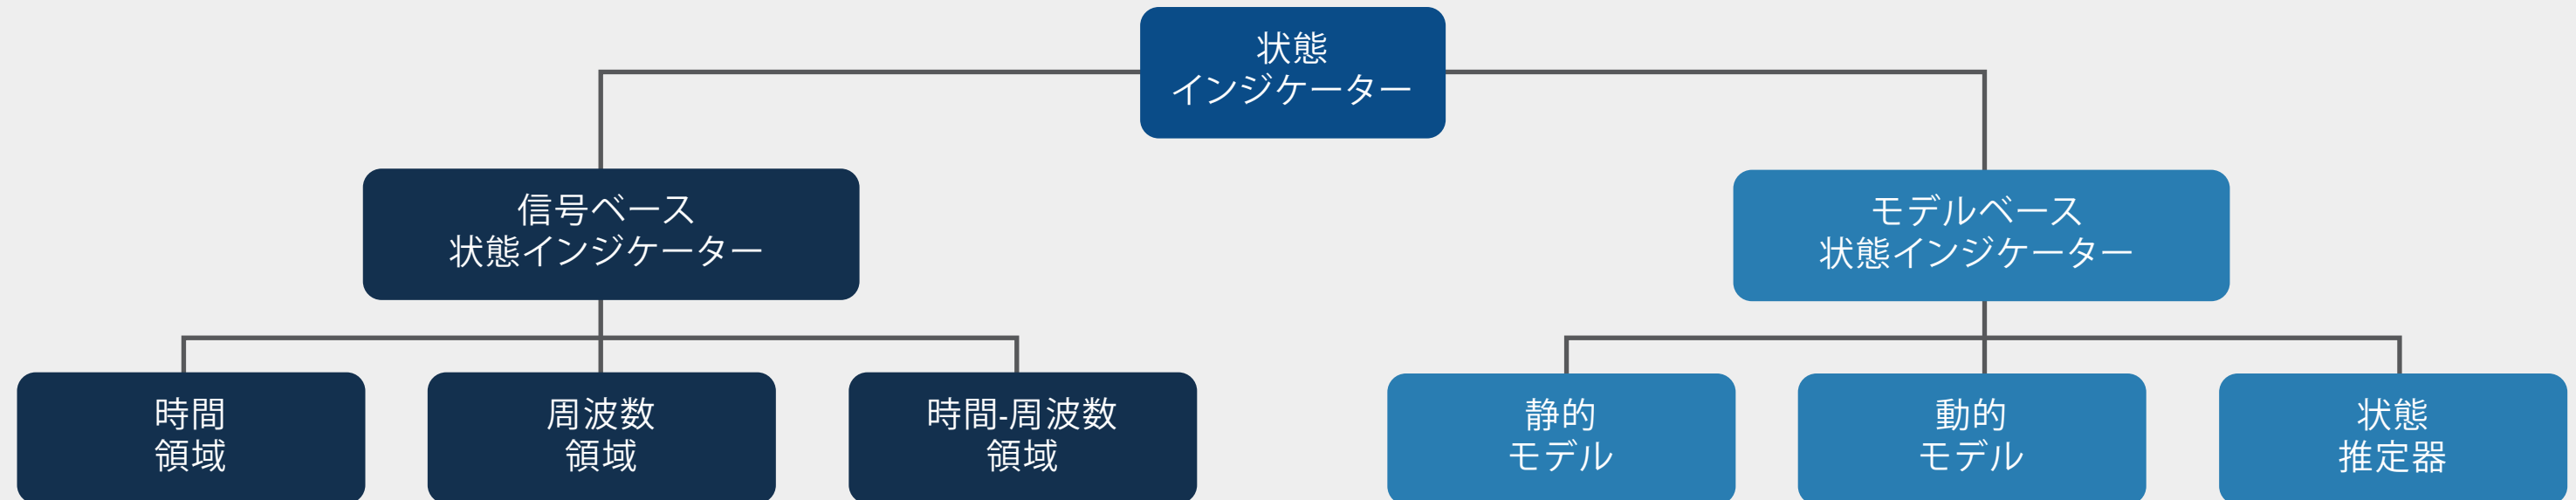 状態
インジケーター
信号ベース
状態インジケーター
モデルベース
状態インジケーター
時間
領域
周波数
領域
時間-周波数
領域
静的
モデル
動的
モデル
状態
推定器